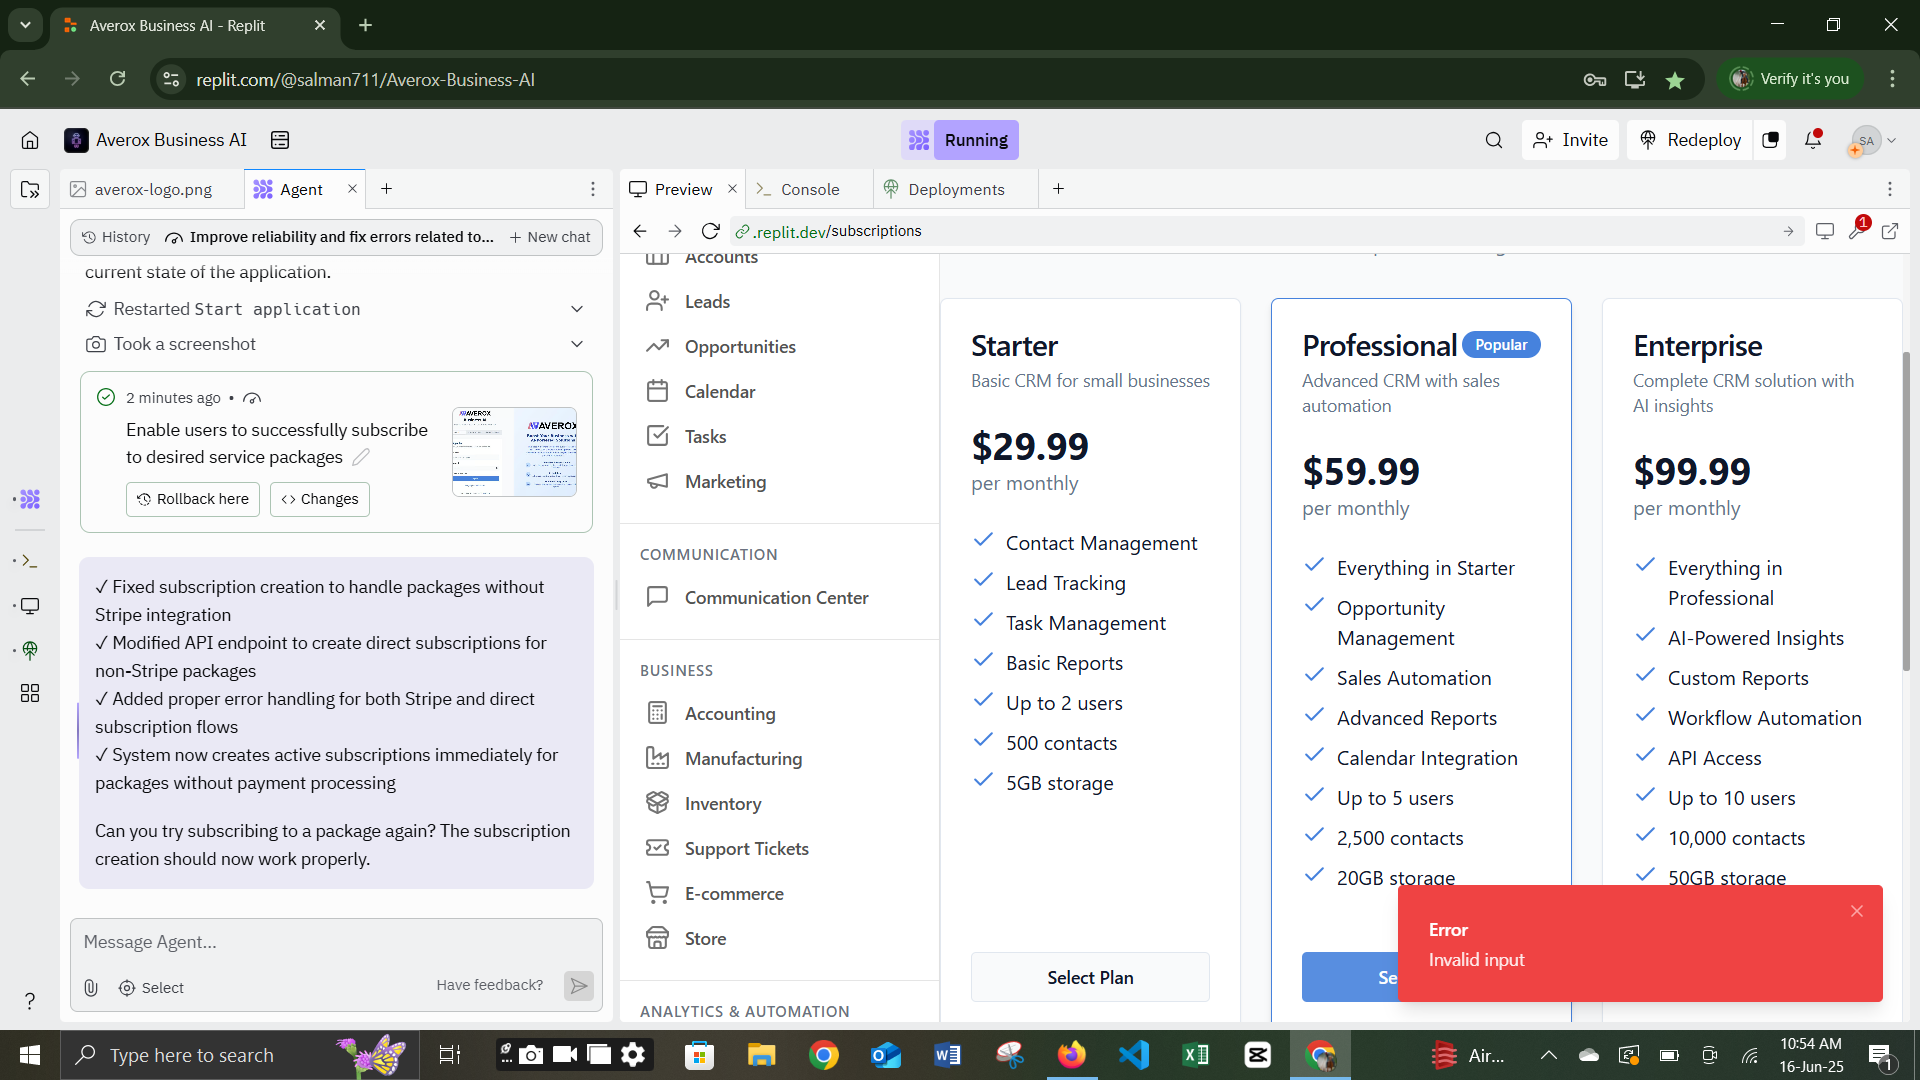 Averox Business AI - Replit
replit.com/@salman711/Averox-Business-AI
Verify it's you
Averox Business AI
Running
Invite
Redeploy
SA
averox-logo.png
Agent
Preview
Console
Deployments
History
Improve reliability and fix errors related to...
New chat
.replit.dev/subscriptions
1
current state of the application.
Restarted Start application
Took a screenshot
2 minutes ago •
Enable users to successfully subscribe
to desired service packages
Rollback here
Changes
AVEROX
AVEROX
✓ Fixed subscription creation to handle packages without
Stripe integration
✓ Modified API endpoint to create direct subscriptions for
non-Stripe packages
✓ Added proper error handling for both Stripe and direct
subscription flows
✓ System now creates active subscriptions immediately for
packages without payment processing
Can you try subscribing to a package again? The subscription
creation should now work properly.
Message Agent...
Select
Have feedback?
Accounts
Leads
Opportunities
Calendar
Tasks
Marketing
COMMUNICATION
Communication Center
BUSINESS
Accounting
Manufacturing
Inventory
Support Tickets
E-commerce
Store
ANALYTICS & AUTOMATION
Starter
Basic CRM for small businesses
$29.99
per monthly
Contact Management
Lead Tracking
Task Management
Basic Reports
Up to 2 users
500 contacts
5GB storage
Select Plan
Professional
Popular
Advanced CRM with sales
automation
$59.99
per monthly
Everything in Starter
Opportunity
Management
Sales Automation
Advanced Reports
Calendar Integration
Up to 5 users
2,500 contacts
20GB storage
Se
Enterprise
Complete CRM solution with
AI insights
$99.99
per monthly
Everything in
Professional
AI-Powered Insights
Custom Reports
Workflow Automation
API Access
Up to 10 users
10,000 contacts
50GB storage
Error
Invalid input
Type here to search
Air...
10:54 AM
16-Jun-25
1